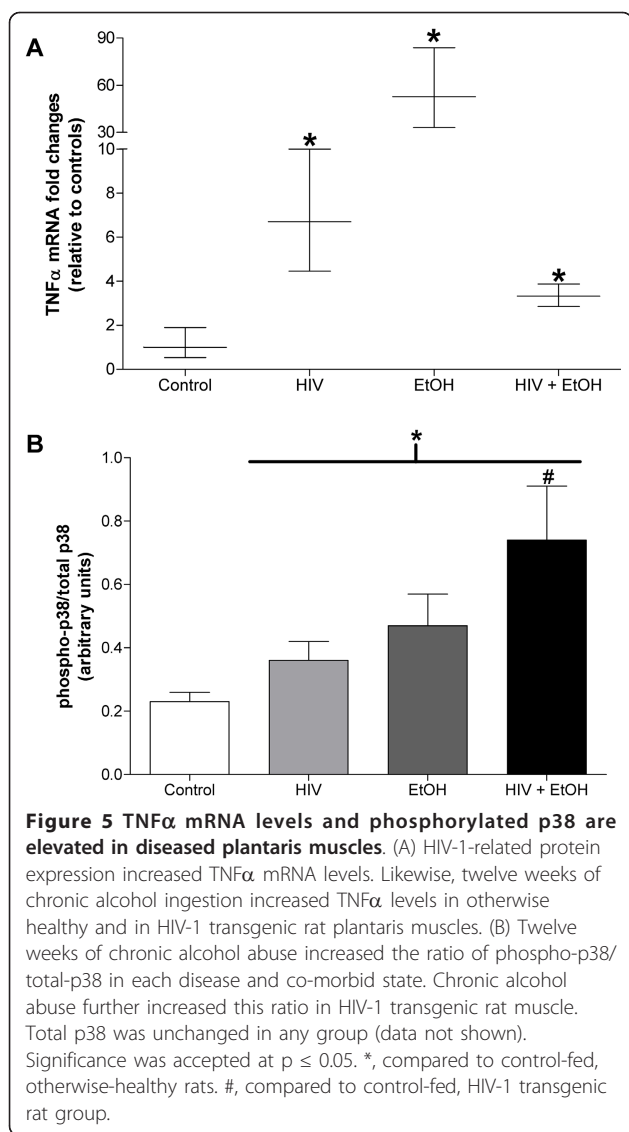 A
TNFα mRNA fold changes
(relative to controls)
90
60
30
10
8
6
4
2
0
*
*
*
Control HIV EtOH HIV + EtOH
B
phospho-p38/total p38
(arbitrary units)
1.0
0.8
0.6
0.4
0.2
0.0
*
#
Control HIV EtOH HIV + EtOH
Figure 5 TNFα mRNA levels and phosphorylated p38 are
elevated in diseased plantaris muscles. (A) HIV-1-related protein
expression increased TNFα mRNA levels. Likewise, twelve weeks of
chronic alcohol ingestion increased TNFα levels in otherwise
healthy and in HIV-1 transgenic rat plantaris muscles. (B) Twelve
weeks of chronic alcohol abuse increased the ratio of phospho-p38/
total-p38 in each disease and co-morbid state. Chronic alcohol
abuse further increased this ratio in HIV-1 transgenic rat muscle.
Total p38 was unchanged in any group (data not shown).
Significance was accepted at p ≤ 0.05. *, compared to control-fed,
otherwise-healthy rats. #, compared to control-fed, HIV-1 transgenic
rat group.